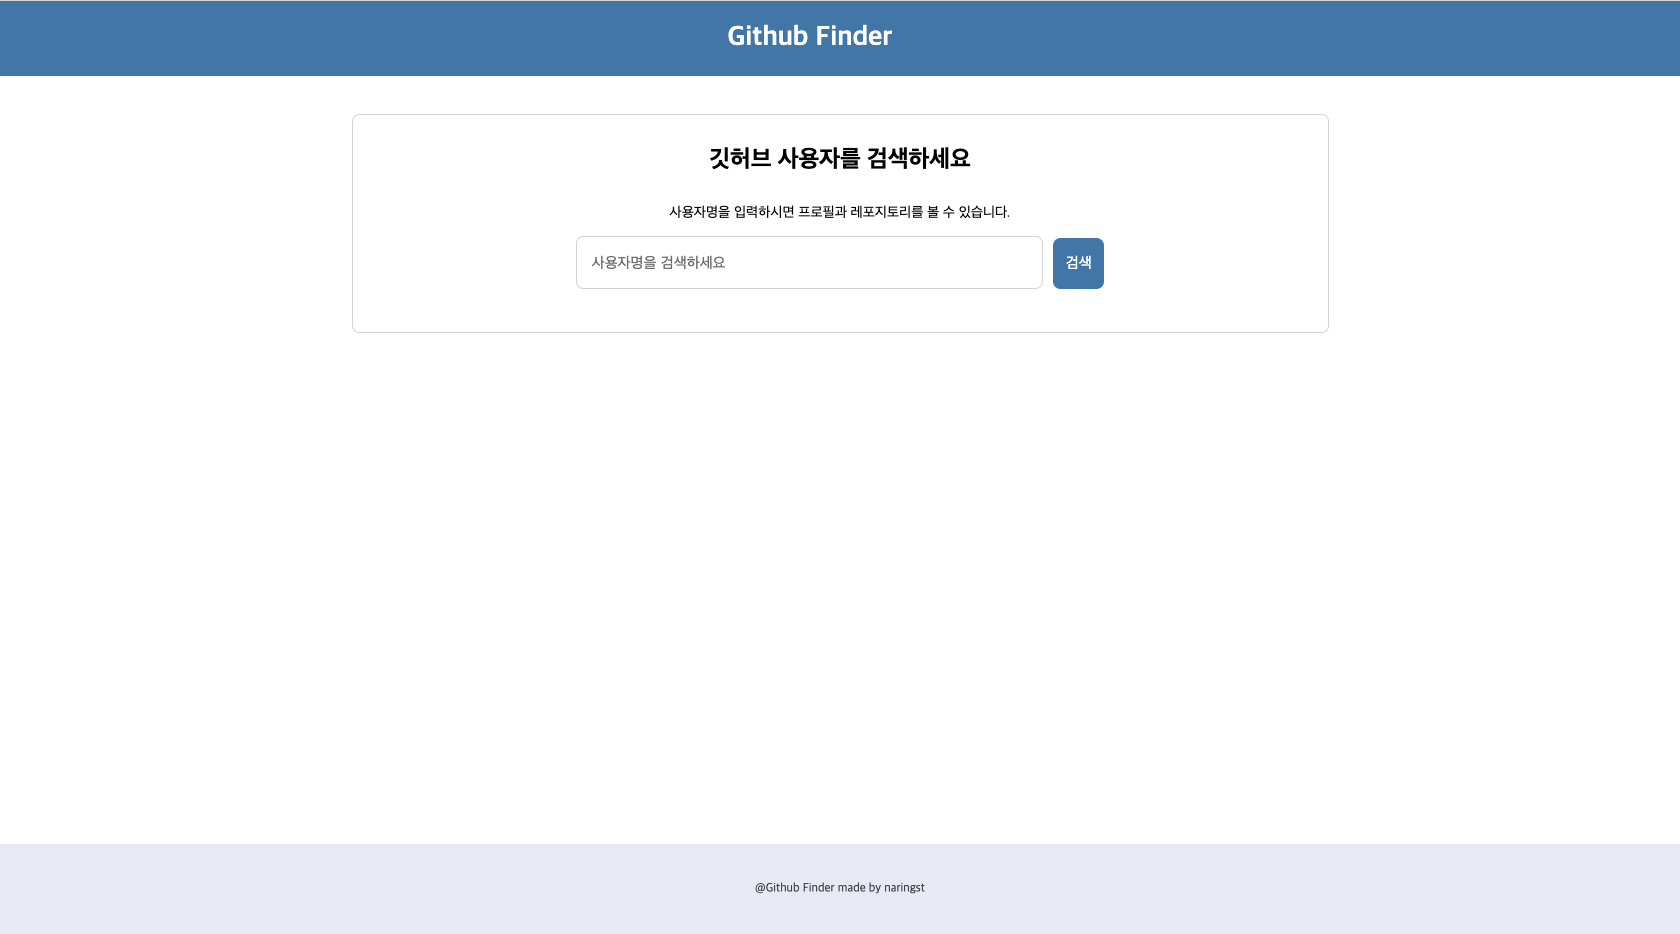 Github Finder
깃허브 사용자를 검색하세요
사용자명을 입력하시면 프로필과 레포지토리를 볼 수 있습니다.
사용자명을 검색하세요
검색
@Github Finder made by naringst